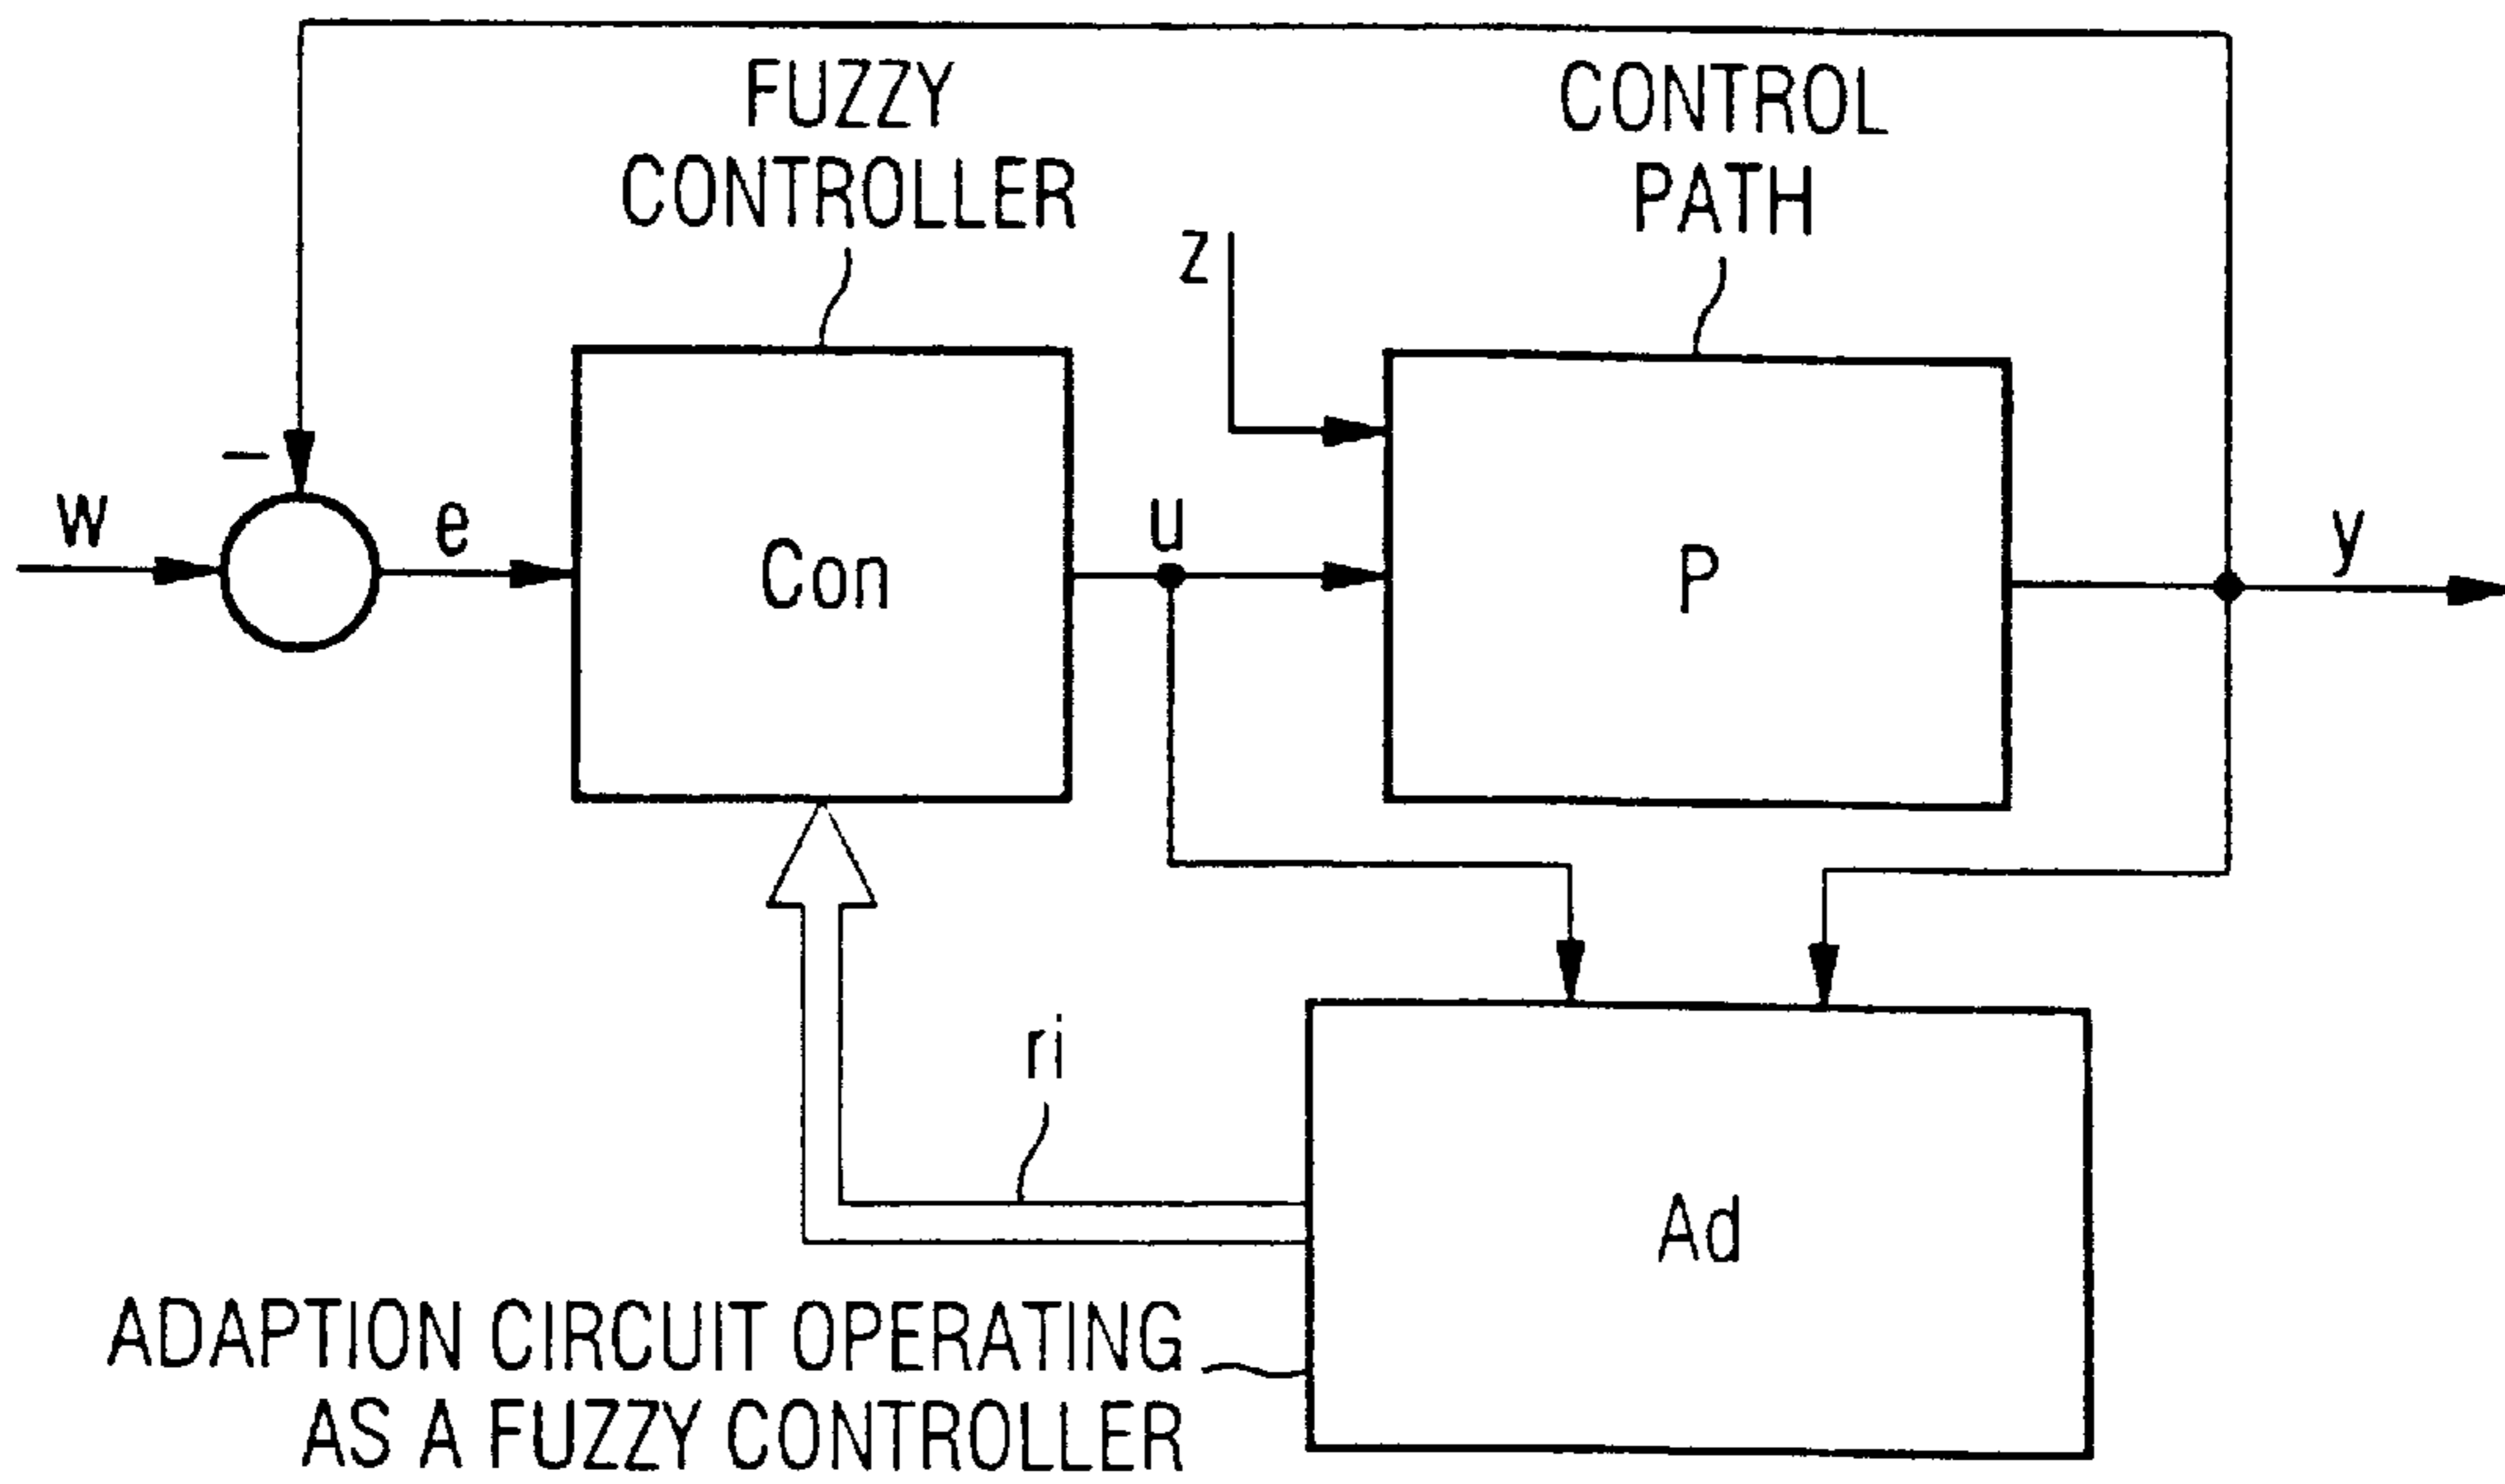 FUZZY
CONTROLLER
CONTROL
PATH
z
–
w
e
Con
u
P
y
ri
Ad
ADAPTION CIRCUIT OPERATING
AS A FUZZY CONTROLLER